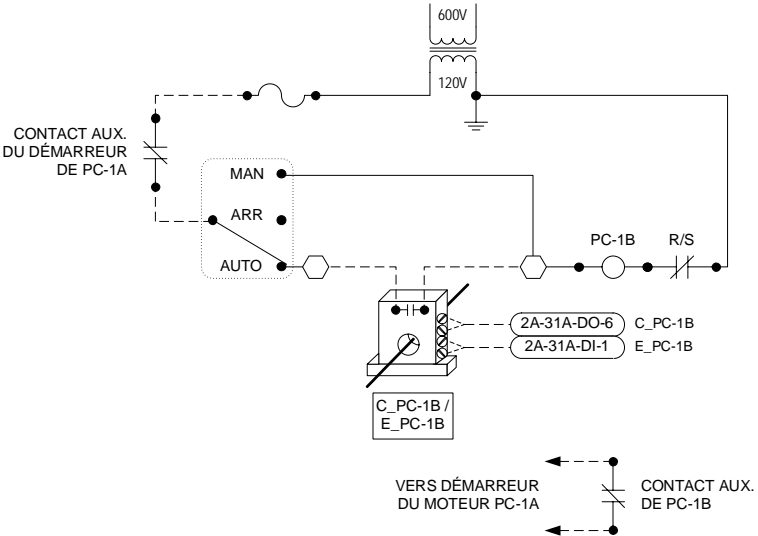 600V
120V
CONTACT AUX.
DU DÉMARREUR
DE PC-1A
MAN
ARR
AUTO
PC-1B
R/S
2A-31A-DO-6
C_PC-1B
2A-31A-DI-1
E_PC-1B
C_PC-1B /
E_PC-1B
VERS DÉMARREUR
DU MOTEUR PC-1A
CONTACT AUX.
DE PC-1B